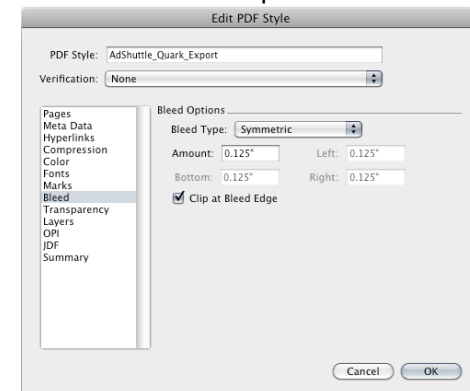 Edit PDF Style
PDF Style: AdShuttle_Quark_Export
Verification: None
Pages
Meta Data
Hyperlinks
Compression
Color
Fonts
Marks
Bleed
Transparency
Layers
OPI
JDF
Summary
Bleed Options
Bleed Type: Symmetric
Amount: 0.125" Left: 0.125"
Bottom: 0.125" Right: 0.125"
Clip at Bleed Edge
Cancel OK